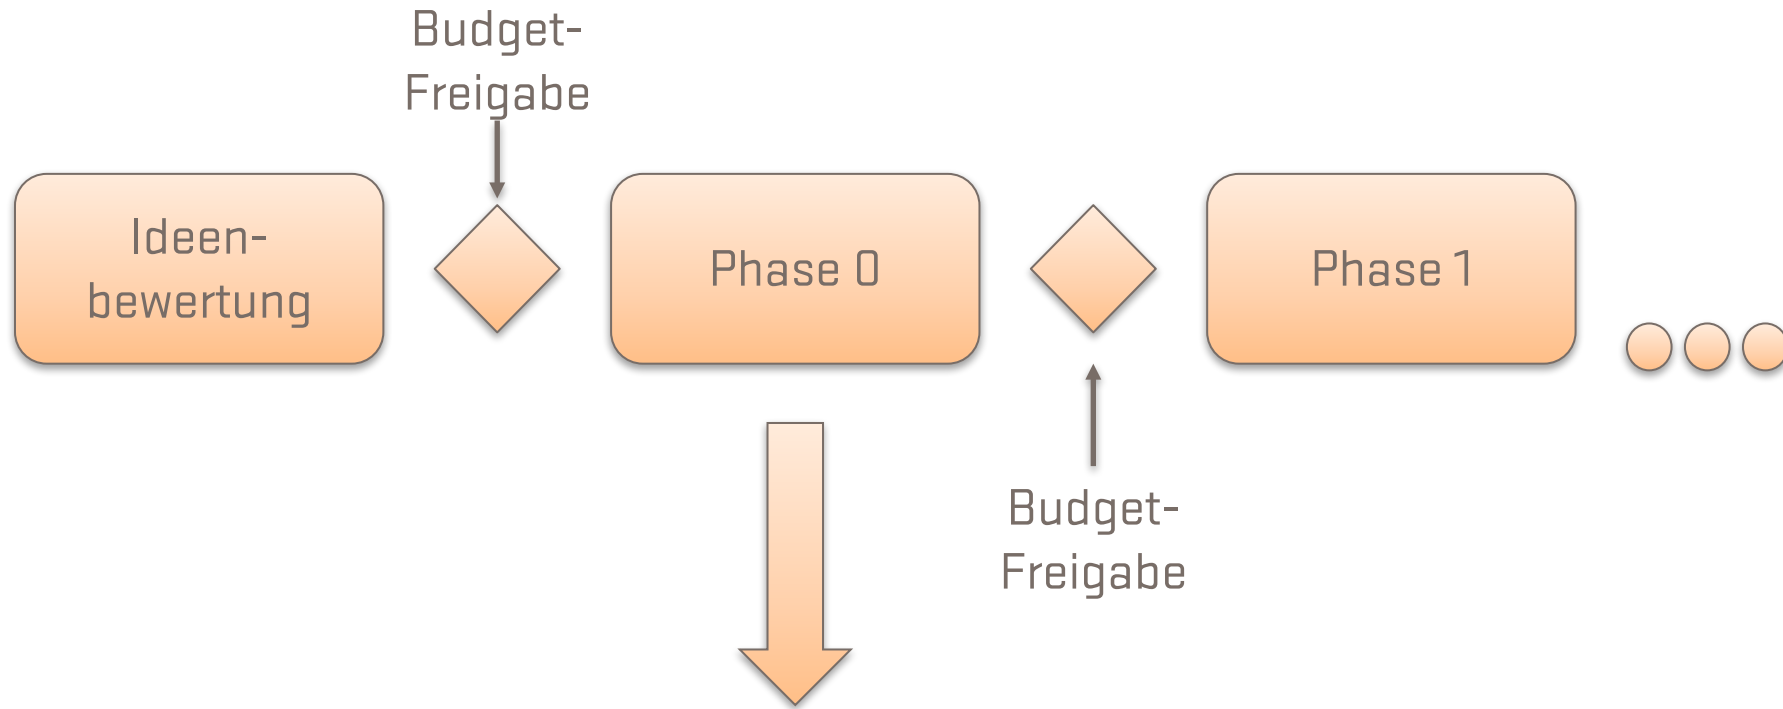 Budget-
Freigabe
Ideen-
bewertung
Phase 0
Phase 1
Budget-
Freigabe